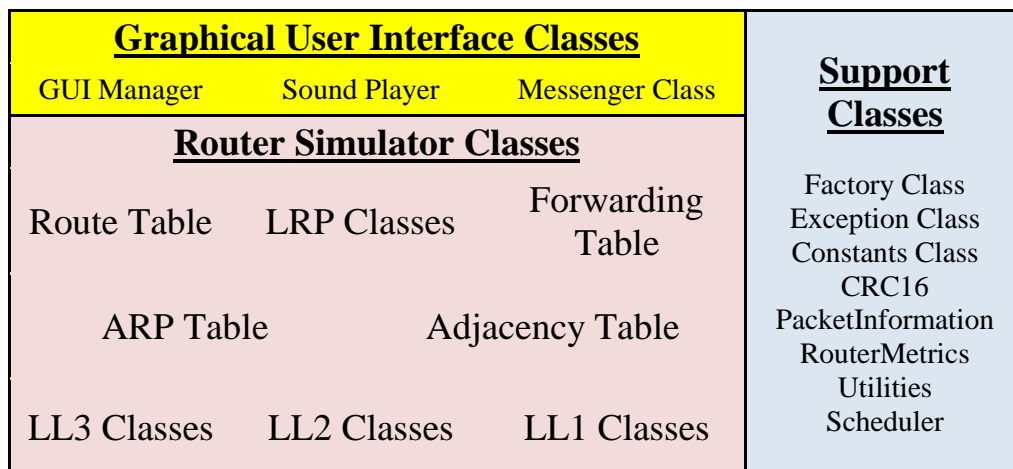 Graphical User Interface Classes
GUI Manager Sound Player Messenger Class
Router Simulator Classes
Route Table LRP Classes Forwarding
Table
ARP Table Adjacency Table
LL3 Classes LL2 Classes LL1 Classes
Support
Classes
Factory Class
Exception Class
Constants Class
CRC16
PacketInformation
RouterMetrics
Utilities
Scheduler